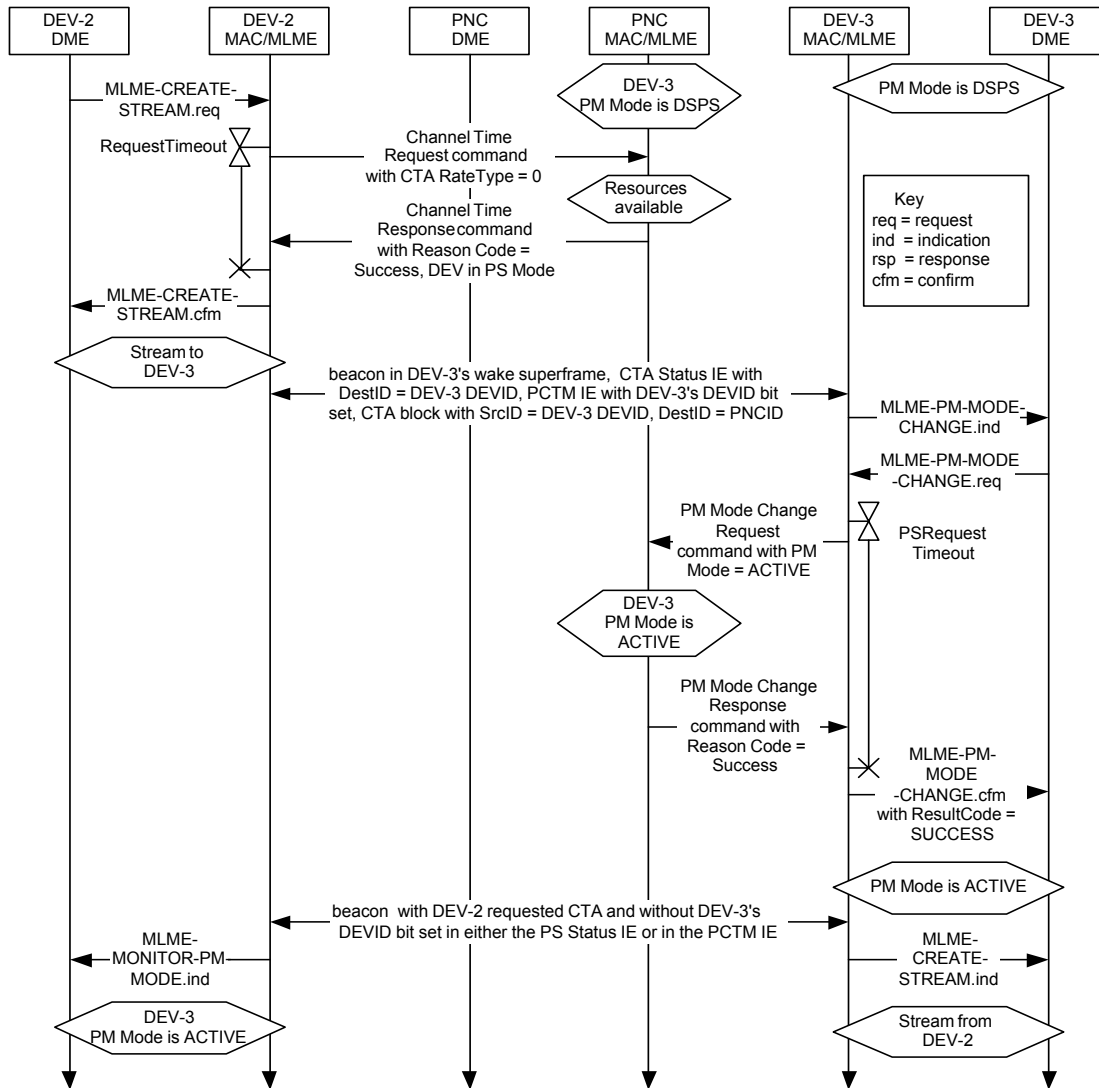 DEV-2
DME
DEV-2
MAC/MLME
PNC
DME
PNC
MAC/MLME
DEV-3
MAC/MLME
DEV-3
DME
MLME-CREATE-
STREAM.req
DEV-3
PM Mode is DSPS
PM Mode is DSPS
RequestTimeout
Channel Time
Request command
with CTA RateType = 0
Resources
available
Key
req = request
ind = indication
rsp = response
cfm = confirm
Channel Time
Response command
with Reason Code =
Success, DEV in PS Mode
MLME-CREATE-
STREAM.cfm
Stream to
DEV-3
beacon in DEV-3's wake superframe, CTA Status IE with
DestID = DEV-3 DEVID, PCTM IE with DEV-3's DEVID bit
set, CTA block with SrcID = DEV-3 DEVID, DestID = PNCID
MLME-PM-MODE-
CHANGE.ind
MLME-PM-MODE
-CHANGE.req
PM Mode Change
Request
command with PM
Mode = ACTIVE
PSRequest
Timeout
DEV-3
PM Mode is
ACTIVE
PM Mode Change
Response
command with
Reason Code =
Success
MLME-PM-
MODE
-CHANGE.cfm
with ResultCode =
SUCCESS
PM Mode is ACTIVE
beacon with DEV-2 requested CTA and without DEV-3's
DEVID bit set in either the PS Status IE or in the PCTM IE
MLME-
MONITOR-PM
MODE.ind
MLME-
CREATE-
STREAM.ind
DEV-3
PM Mode is ACTIVE
Stream from
DEV-2